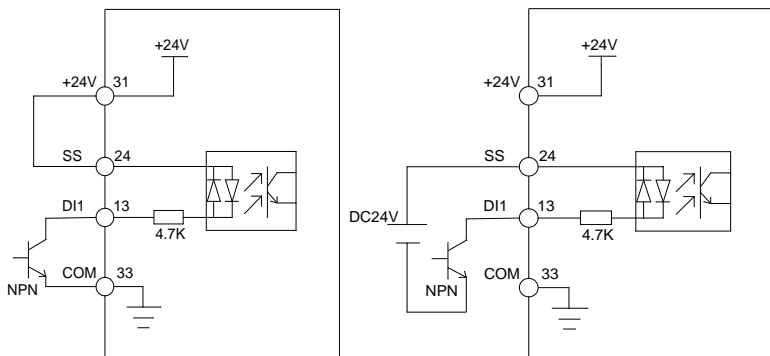 +24V
+24V
31
SS
24
DI1
13
4.7K
COM
33
NPN
+24V
+24V
31
SS
24
DC24V
DI1
13
4.7K
COM
33
NPN